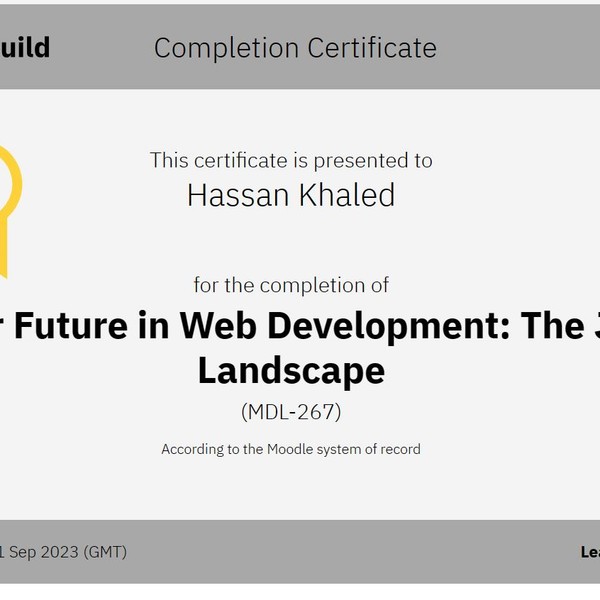 uild
Completion Certificate
This certificate is presented to
Hassan Khaled
for the completion of
r Future in Web Development: The J
Landscape
(MDL-267)
According to the Moodle system of record
1 Sep 2023 (GMT)
Lea